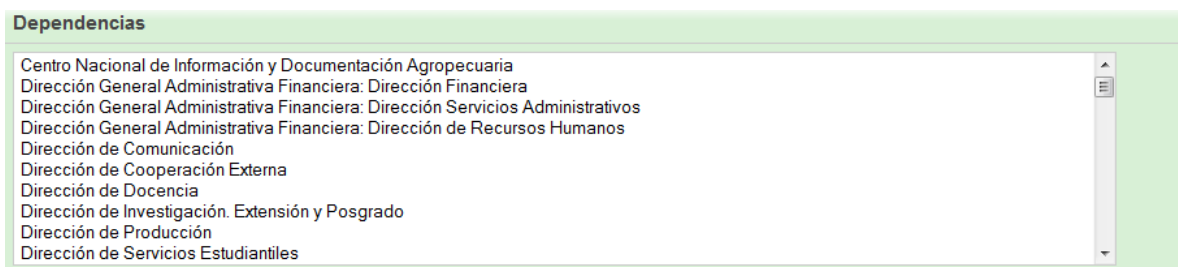 Dependencias
Centro Nacional de Información y Documentación Agropecuaria
Dirección General Administrativa Financiera: Dirección Financiera
Dirección General Administrativa Financiera: Dirección Servicios Administrativos
Dirección General Administrativa Financiera: Dirección de Recursos Humanos
Dirección de Comunicación
Dirección de Cooperación Externa
Dirección de Docencia
Dirección de Investigación. Extensión y Posgrado
Dirección de Producción
Dirección de Servicios Estudiantiles